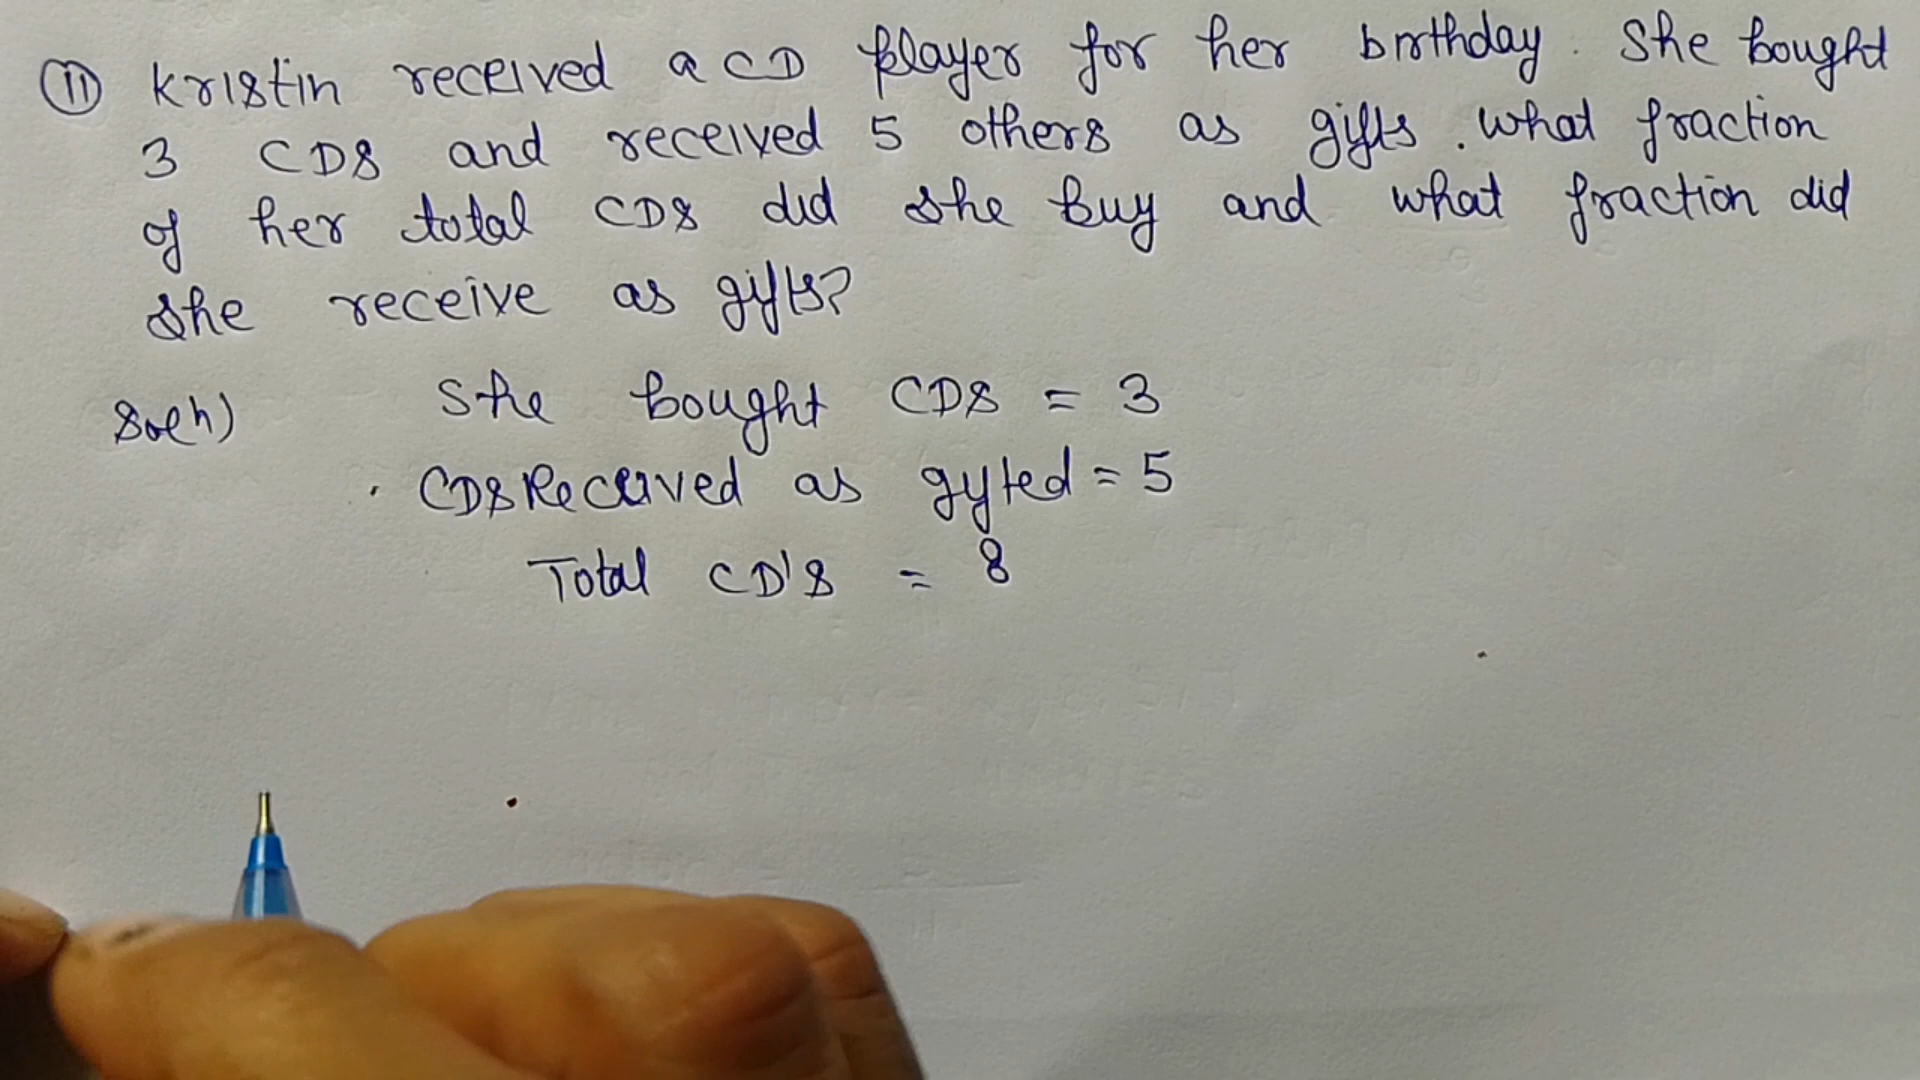 11 Kristin received a CD player for her birthday. She bought
3 CDs and received 5 others as gifts. what fraction
of her total CDs did she buy and what fraction did
she receive as gifts?
Soln) She bought CDs = 3
CDs Received as gifted = 5
Total CD's = 8